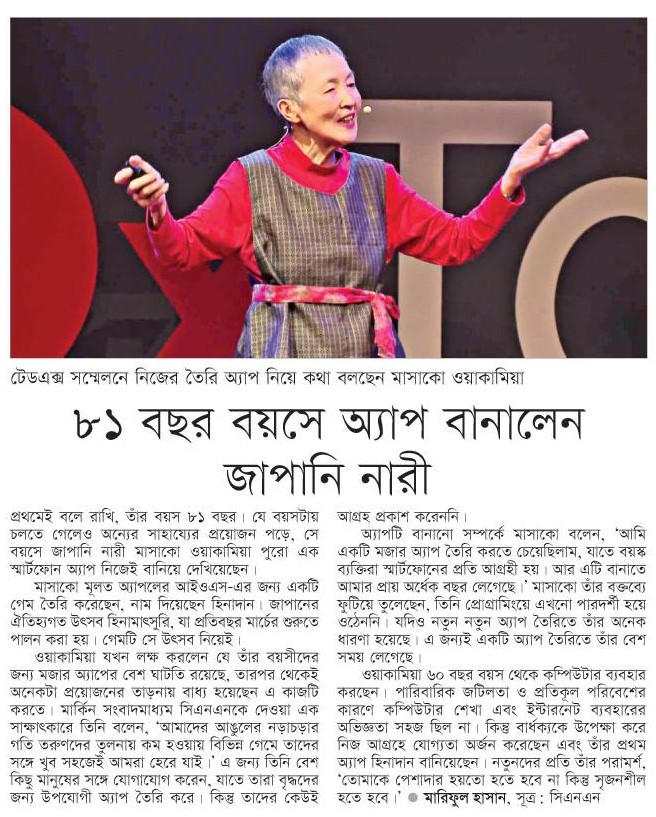 To
টেডএক্স সম্মেলনে নিজের তৈরি অ্যাপ নিয়ে কথা বলছেন মাসাকো ওয়াকামিয়া
৮১ বছর বয়সে অ্যাপ বানালেন
জাপানি নারী
প্রথমেই বলে রাখি, তাঁর বয়স ৮১ বছর। যে বয়সটায়
চলতে গেলেও অন্যের সাহায্যের প্রয়োজন পড়ে, সে
বয়সে জাপানি নারী মাসাকো ওয়াকামিয়া পুরো এক
স্মার্টফোন অ্যাপ নিজেই বানিয়ে দেখিয়েছেন।
মাসাকো মূলত অ্যাপলের আইওএস-এর জন্য একটি
গেম তৈরি করেছেন, নাম দিয়েছেন হিনাদান। জাপানের
ঐতিহ্যগত উৎসব হিনামাৎসুরি, যা প্রতিবছর মার্চের শুরুতে
পালন করা হয়। গেমটি সে উৎসব নিয়েই।
ওয়াকামিয়া যখন লক্ষ করলেন যে তাঁর বয়সীদের
জন্য মজার অ্যাপের বেশ ঘাটতি রয়েছে, তারপর থেকেই
অনেকটা প্রয়োজনের তাড়নায় বাধ্য হয়েছেন এ কাজটি
করতে। মার্কিন সংবাদমাধ্যম সিএনএনকে দেওয়া এক
সাক্ষাৎকারে তিনি বলেন, ‘আমাদের আঙুলের নড়াচড়ার
গতি তরুণদের তুলনায় কম হওয়ায় বিভিন্ন গেমে তাদের
সঙ্গে খুব সহজেই আমরা হেরে যাই।’ এ জন্য তিনি বেশ
কিছু মানুষের সঙ্গে যোগাযোগ করেন, যাতে তারা বৃদ্ধদের
জন্য উপযোগী অ্যাপ তৈরি করে। কিন্তু তাদের কেউই
আগ্রহ প্রকাশ করেননি।
অ্যাপটি বানানো সম্পর্কে মাসাকো বলেন, ‘আমি
একটি মজার অ্যাপ তৈরি করতে চেয়েছিলাম, যাতে বয়স্ক
ব্যক্তিরা স্মার্টফোনের প্রতি আগ্রহী হয়। আর এটি বানাতে
আমার প্রায় অর্ধেক বছর লেগেছে।’ মাসাকো তাঁর বক্তব্যে
ফুটিয়ে তুলেছেন, তিনি প্রোগ্রামিংয়ে এখনো পারদর্শী হয়ে
ওঠেননি। যদিও নতুন নতুন অ্যাপ তৈরিতে তাঁর অনেক
ধারণা হয়েছে। এ জন্যই একটি অ্যাপ তৈরিতে তাঁর বেশ
সময় লেগেছে।
ওয়াকামিয়া ৬০ বছর বয়স থেকে কম্পিউটার ব্যবহার
করছেন। পারিবারিক জটিলতা ও প্রতিকূল পরিবেশের
কারণে কম্পিউটার শেখা এবং ইন্টারনেট ব্যবহারের
অভিজ্ঞতা সহজ ছিল না। কিন্তু বার্ধক্যকে উপেক্ষা করে
নিজ আগ্রহে যোগ্যতা অর্জন করেছেন এবং তাঁর প্রথম
অ্যাপ হিনাদান বানিয়েছেন। নতুনদের প্রতি তাঁর পরামর্শ,
‘তোমাকে পেশাদার হয়তো হতে হবে না কিন্তু সৃজনশীল
হতে হবে।’ ● মারিফুল হাসান, সূত্র : সিএনএন